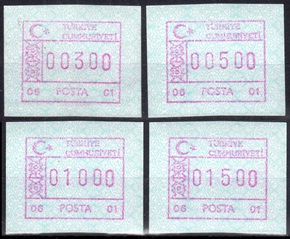 TÜRKİYE
CUMHURİYETİ
00300
06 POSTA 01
TÜRKİYE
CUMHURİYETİ
00500
06 POSTA 01
TÜRKİYE
CUMHURİYETİ
01000
06 POSTA 01
TÜRKİYE
CUMHURİYETİ
01500
06 POSTA 01